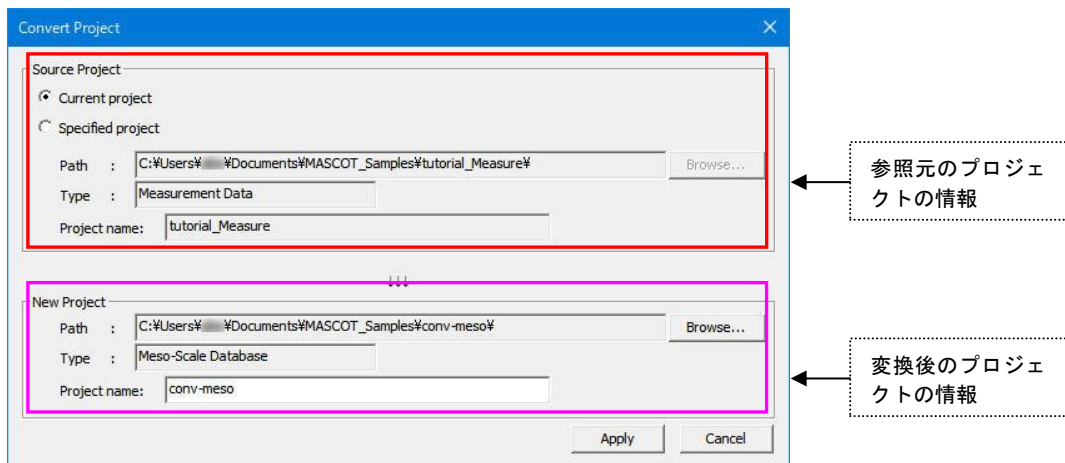 Convert Project
Source Project
Current project
Specified project
Path :
C:¥Users¥ ¥Documents¥MASCOT_Samples¥tutorial_Measure¥
Browse...
Type :
Measurement Data
Project name:
tutorial_Measure
↓↓↓
New Project
Path :
C:¥Users¥ ¥Documents¥MASCOT_Samples¥conv-meso¥
Browse...
Type :
Meso-Scale Database
Project name:
conv-meso
Apply
Cancel
参照元のプロジェ
クトの情報
変換後のプロジェ
クトの情報